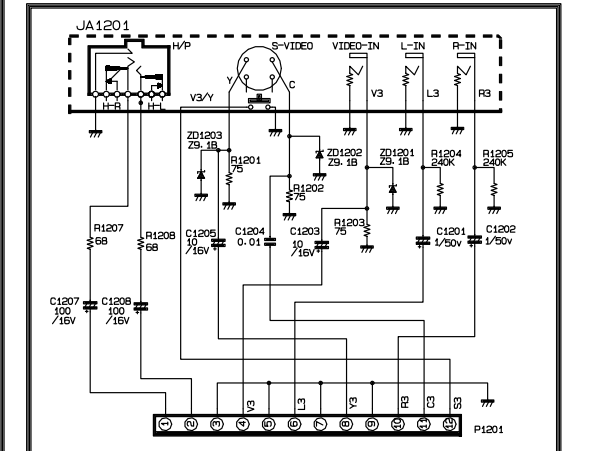 JA1201
H/P
S-VIDEO
VIDEO-IN
L-IN
R-IN
Y
C
V3/Y
V3
L3
R3
H-R
H-L
ZD1203
Z9.1B
R1201
75
ZD1202
Z9.1B
ZD1201
Z9.1B
R1204
240K
R1205
240K
R1202
75
R1207
68
R1208
68
C1205
10
/16V
C1204
0.01
C1203
10
/16V
R1203
75
C1201
1/50v
C1202
1/50v
C1207
100
/16V
C1208
100
/16V
V3
L3
Y3
R3
C3
S3
1 2 3 4 5 6 7 8 9 10 11 12
P1201